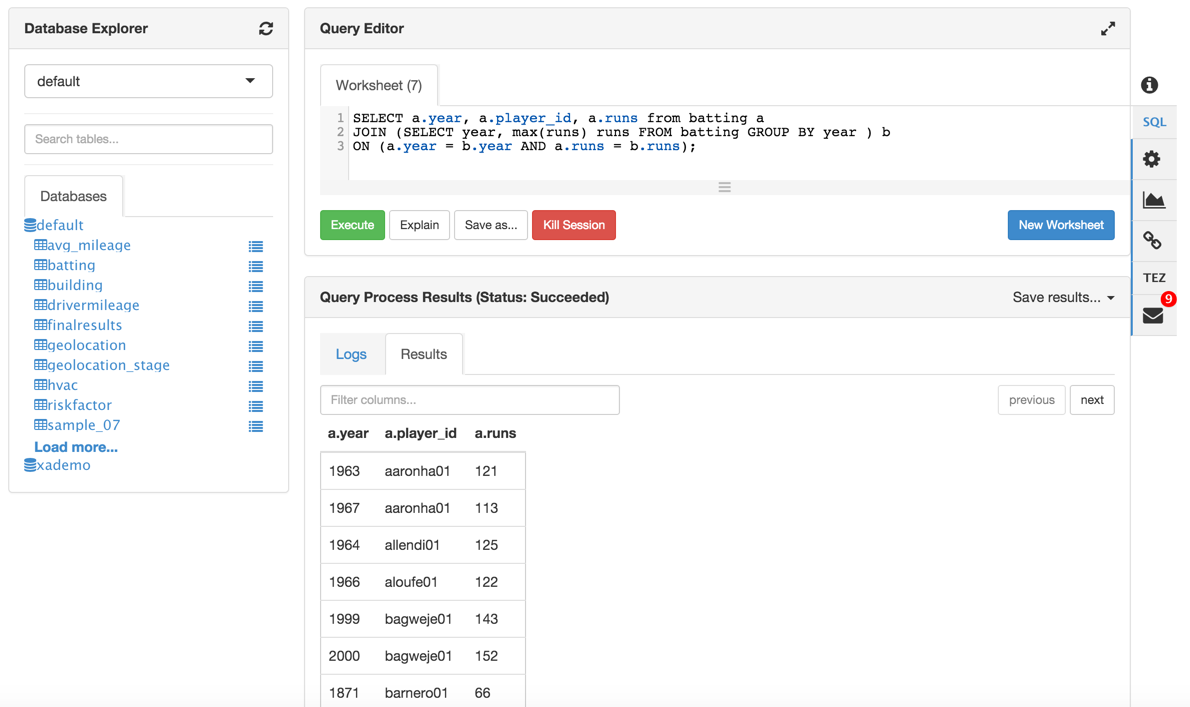 Database Explorer
default
Search tables...
Databases
default
avg_mileage
batting
building
drivermileage
finalresults
geolocation
geolocation_stage
hvac
riskfactor
sample_07
Load more...
xademo
Query Editor
Worksheet (7)
1 SELECT a.year, a.player_id, a.runs from batting a
2 JOIN (SELECT year, max(runs) runs FROM batting GROUP BY year ) b
3 ON (a.year = b.year AND a.runs = b.runs);
Execute Explain Save as... Kill Session New Worksheet
Query Process Results (Status: Succeeded) Save results...
Logs Results
Filter columns... previous next
a.year a.player_id a.runs
1963 aaronha01 121
1967 aaronha01 113
1964 allendi01 125
1966 aloufe01 122
1999 bagweje01 143
2000 bagweje01 152
1871 barnero01 66
SQL
TEZ
9